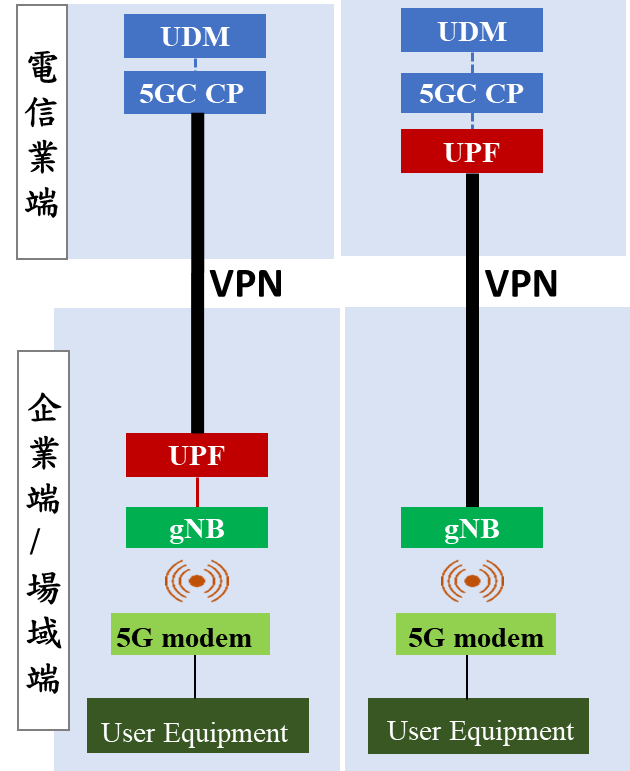 電信業端
UDM
5GC CP
VPN
UDM
5GC CP
UPF
VPN
企業端/場域端
UPF
gNB
5G modem
User Equipment
gNB
5G modem
User Equipment